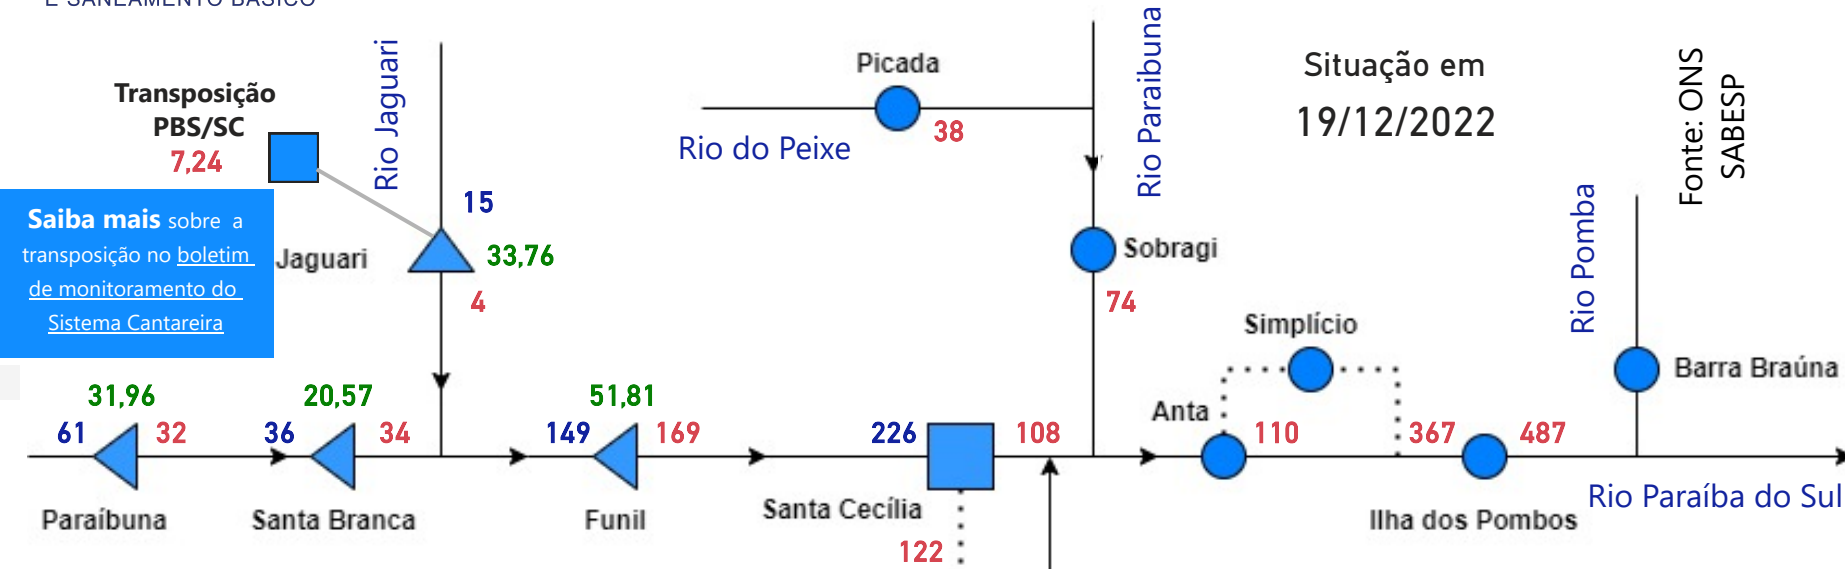 E SANEAMENTO BÁSICO
Transposição
PBS/SC
7,24
Saiba mais sobre a
transposição no boletim
de monitoramento do
Sistema Cantareira
Rio Jaguari
15
Jaguari
33,76
4
Picada
38
Rio do Peixe
Rio Paraibuna
Situação em
19/12/2022
Fonte: ONS
SABESP
Sobragi
74
Rio Pomba
Simplício
Barra Braúna
Anta
31,96
61
32
Paraíbuna
20,57
36
34
Santa Branca
51,81
149
169
Funil
226
108
Santa Cecília
122
110
367
487
Ilha dos Pombos
Rio Paraíba do Sul